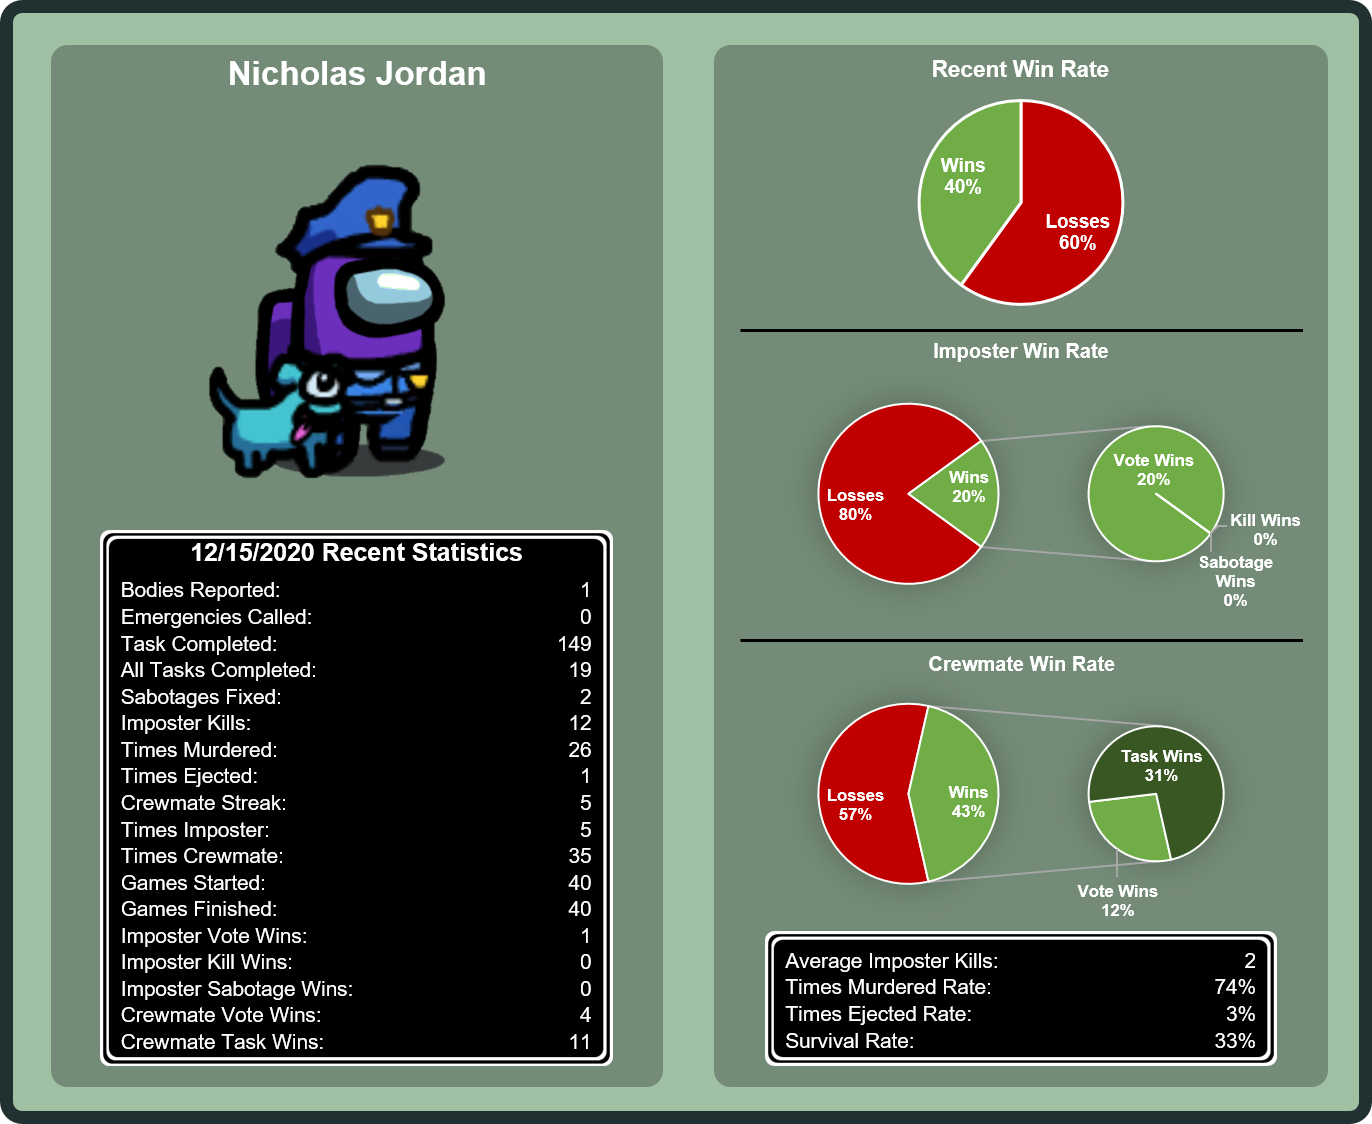 Nicholas Jordan
12/15/2020 Recent Statistics
Bodies Reported: 1
Emergencies Called: 0
Task Completed: 149
All Tasks Completed: 19
Sabotages Fixed: 2
Imposter Kills: 12
Times Murdered: 26
Times Ejected: 1
Crewmate Streak: 5
Times Imposter: 5
Times Crewmate: 35
Games Started: 40
Games Finished: 40
Imposter Vote Wins: 1
Imposter Kill Wins: 0
Imposter Sabotage Wins: 0
Crewmate Vote Wins: 4
Crewmate Task Wins: 11
Recent Win Rate
Wins
40%
Losses
60%
Imposter Win Rate
Losses
80%
Wins
20%
Vote Wins
20%
Kill Wins
0%
Sabotage
Wins
0%
Crewmate Win Rate
Losses
57%
Wins
43%
Task Wins
31%
Vote Wins
12%
Average Imposter Kills: 2
Times Murdered Rate: 74%
Times Ejected Rate: 3%
Survival Rate: 33%